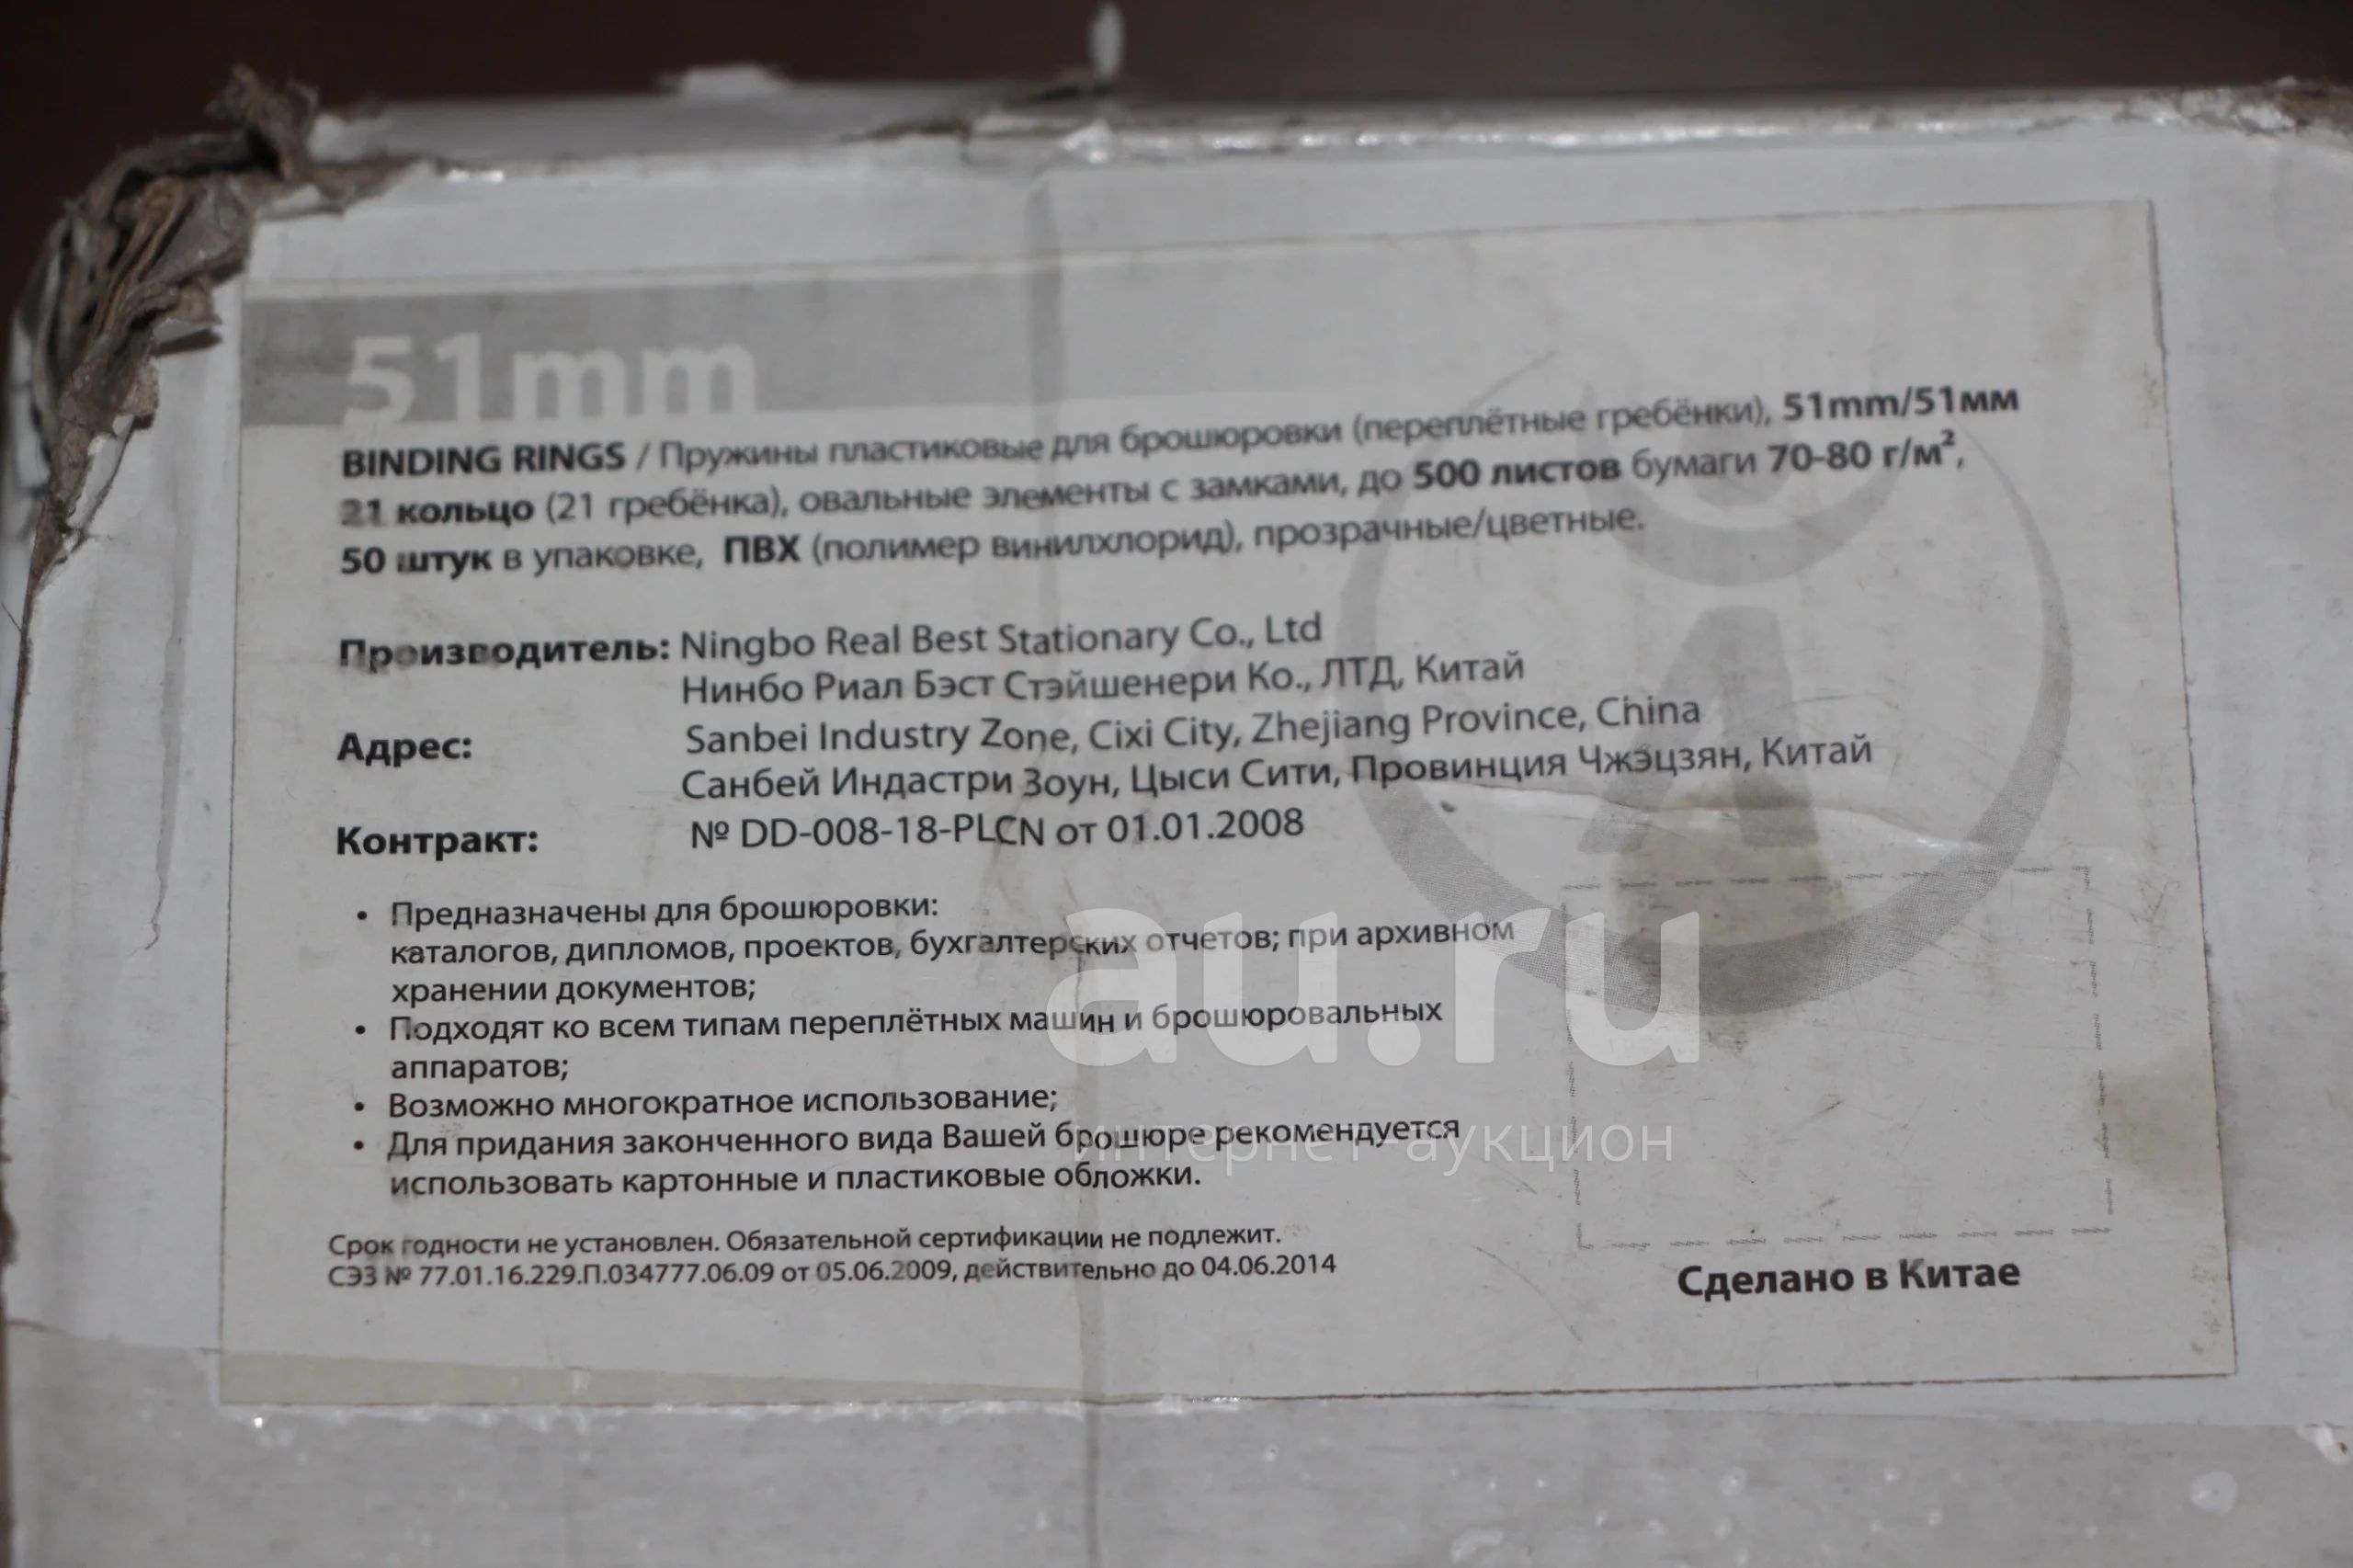 51mm
BINDING RINGS / Пружины пластиковые для брошюровки (переплётные гребёнки), 51mm/51мм
21 кольцо (21 гребёнка), овальные элементы с замками, до 500 листов бумаги 70-80 г/м²,
50 штук в упаковке, ПВХ (полимер винилхлорид), прозрачные/цветные.
Производитель: Ningbo Real Best Stationary Co., Ltd
Нинбо Риал Бэст Стэйшенери Ко., ЛТД, Китай
Адрес: Sanbei Industry Zone, Cixi City, Zhejiang Province, China
Санбей Индастри Зоун, Цыси Сити, Провинция Чжэцзян, Китай
Контракт: № DD-008-18-PLCN от 01.01.2008
• Предназначены для брошюровки:
каталогов, дипломов, проектов, бухгалтерских отчетов; при архивном
хранении документов;
• Подходят ко всем типам переплётных машин и брошюровальных
аппаратов;
• Возможно многократное использование;
• Для придания законченного вида Вашей брошюре рекомендуется
использовать картонные и пластиковые обложки.
Срок годности не установлен. Обязательной сертификации не подлежит.
СЭЗ № 77.01.16.229.П.034777.06.09 от 05.06.2009, действительно до 04.06.2014
Сделано в Китае
au.ru
интернет-аукцион